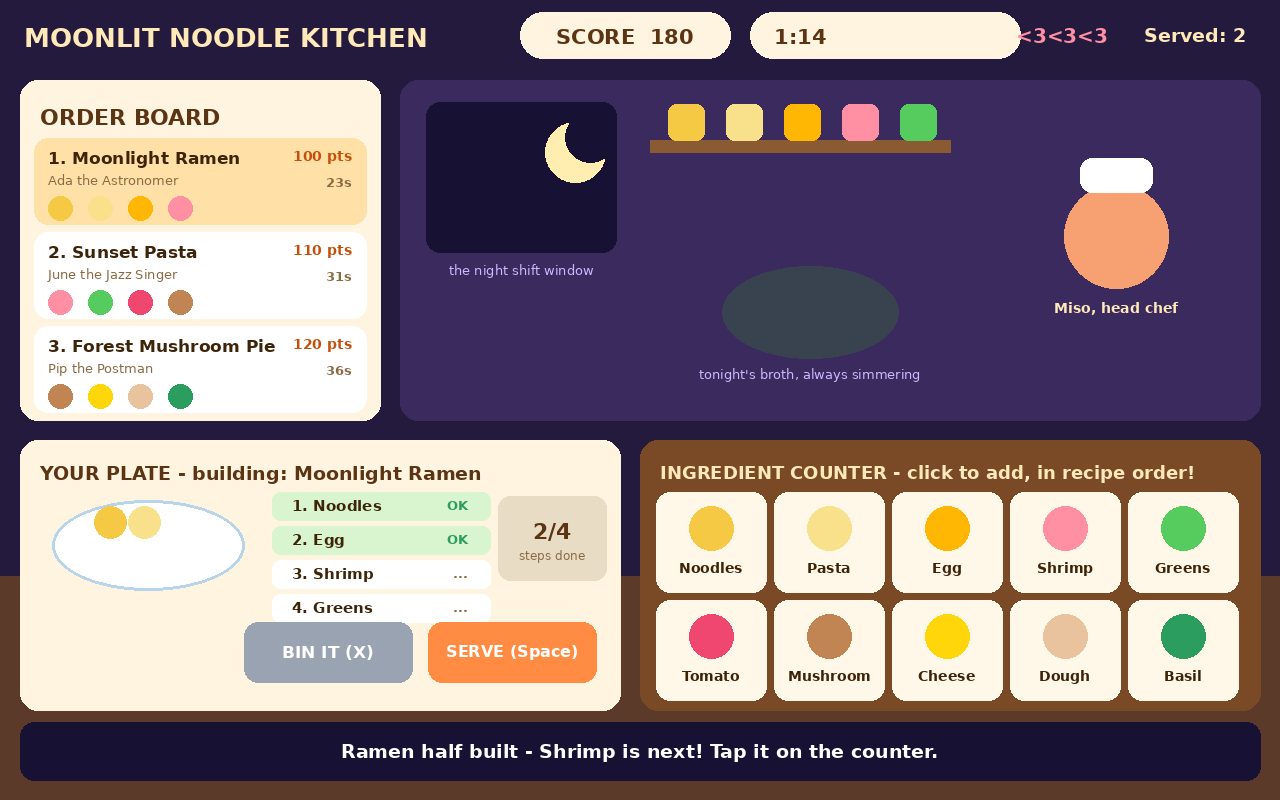 MOONLIT NOODLE KITCHEN
SCORE 180
1:14
<3<3<3
Served: 2
ORDER BOARD
1. Moonlight Ramen
100 pts
Ada the Astronomer
23s
2. Sunset Pasta
110 pts
June the Jazz Singer
31s
3. Forest Mushroom Pie
120 pts
Pip the Postman
36s
the night shift window
Miso, head chef
tonight's broth, always simmering
YOUR PLATE - building: Moonlight Ramen
1. Noodles OK
2. Egg OK
3. Shrimp ...
4. Greens ...
2/4
steps done
BIN IT (X)
SERVE (Space)
INGREDIENT COUNTER - click to add, in recipe order!
Noodles
Pasta
Egg
Shrimp
Greens
Tomato
Mushroom
Cheese
Dough
Basil
Ramen half built - Shrimp is next! Tap it on the counter.